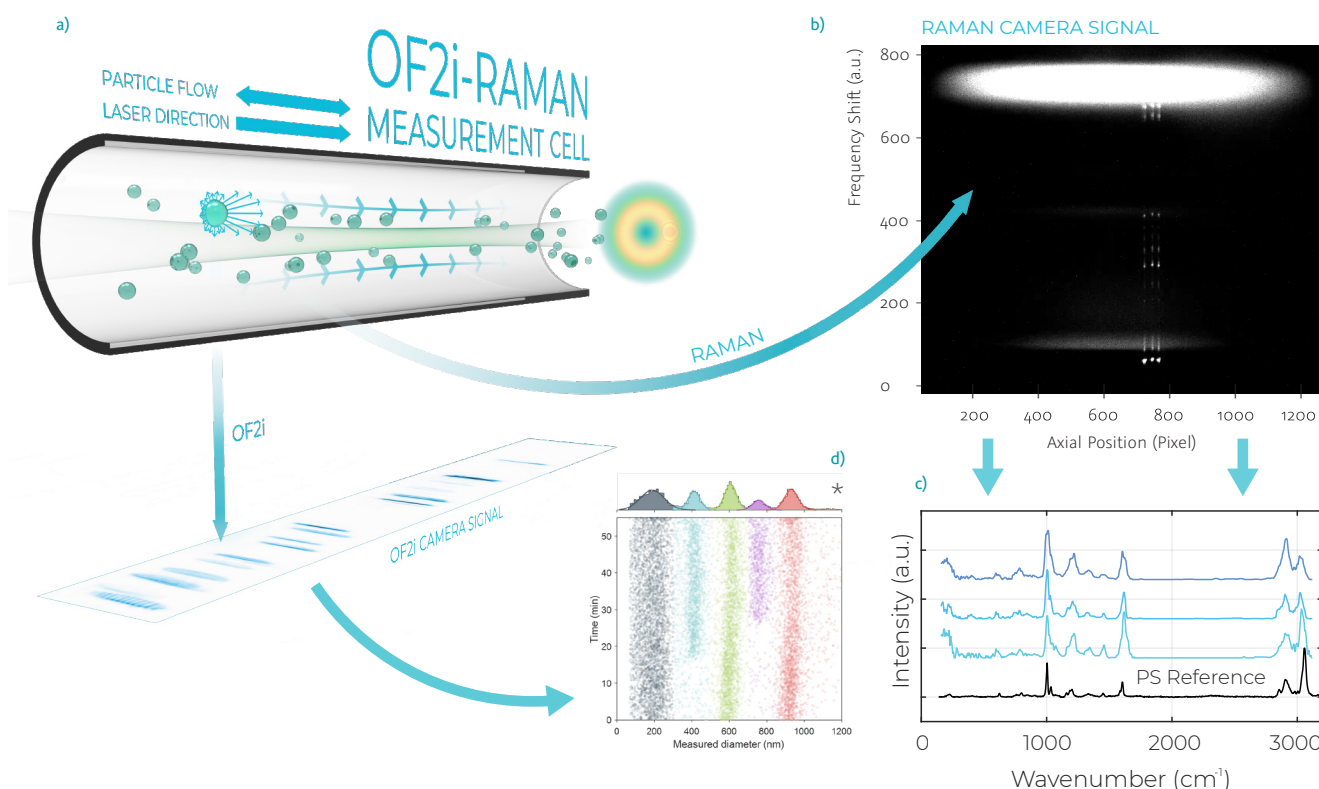 a)
OF2i-RAMAN
MEASUREMENT CELL
PARTICLE FLOW
LASER DIRECTION
RAMAN
OF2i
OF2i CAMERA SIGNAL
b)
RAMAN CAMERA SIGNAL
Frequency Shift (a.u.)
800
600
400
200
0
200 400 600 800 1000 1200
Axial Position (Pixel)
d)
*
Time (min)
50
40
30
20
10
0
0 200 400 600 800 1000 1200
Measured diameter (nm)
c)
Intensity (a.u.)
PS Reference
0 1000 2000 3000
Wavenumber (cm-1)